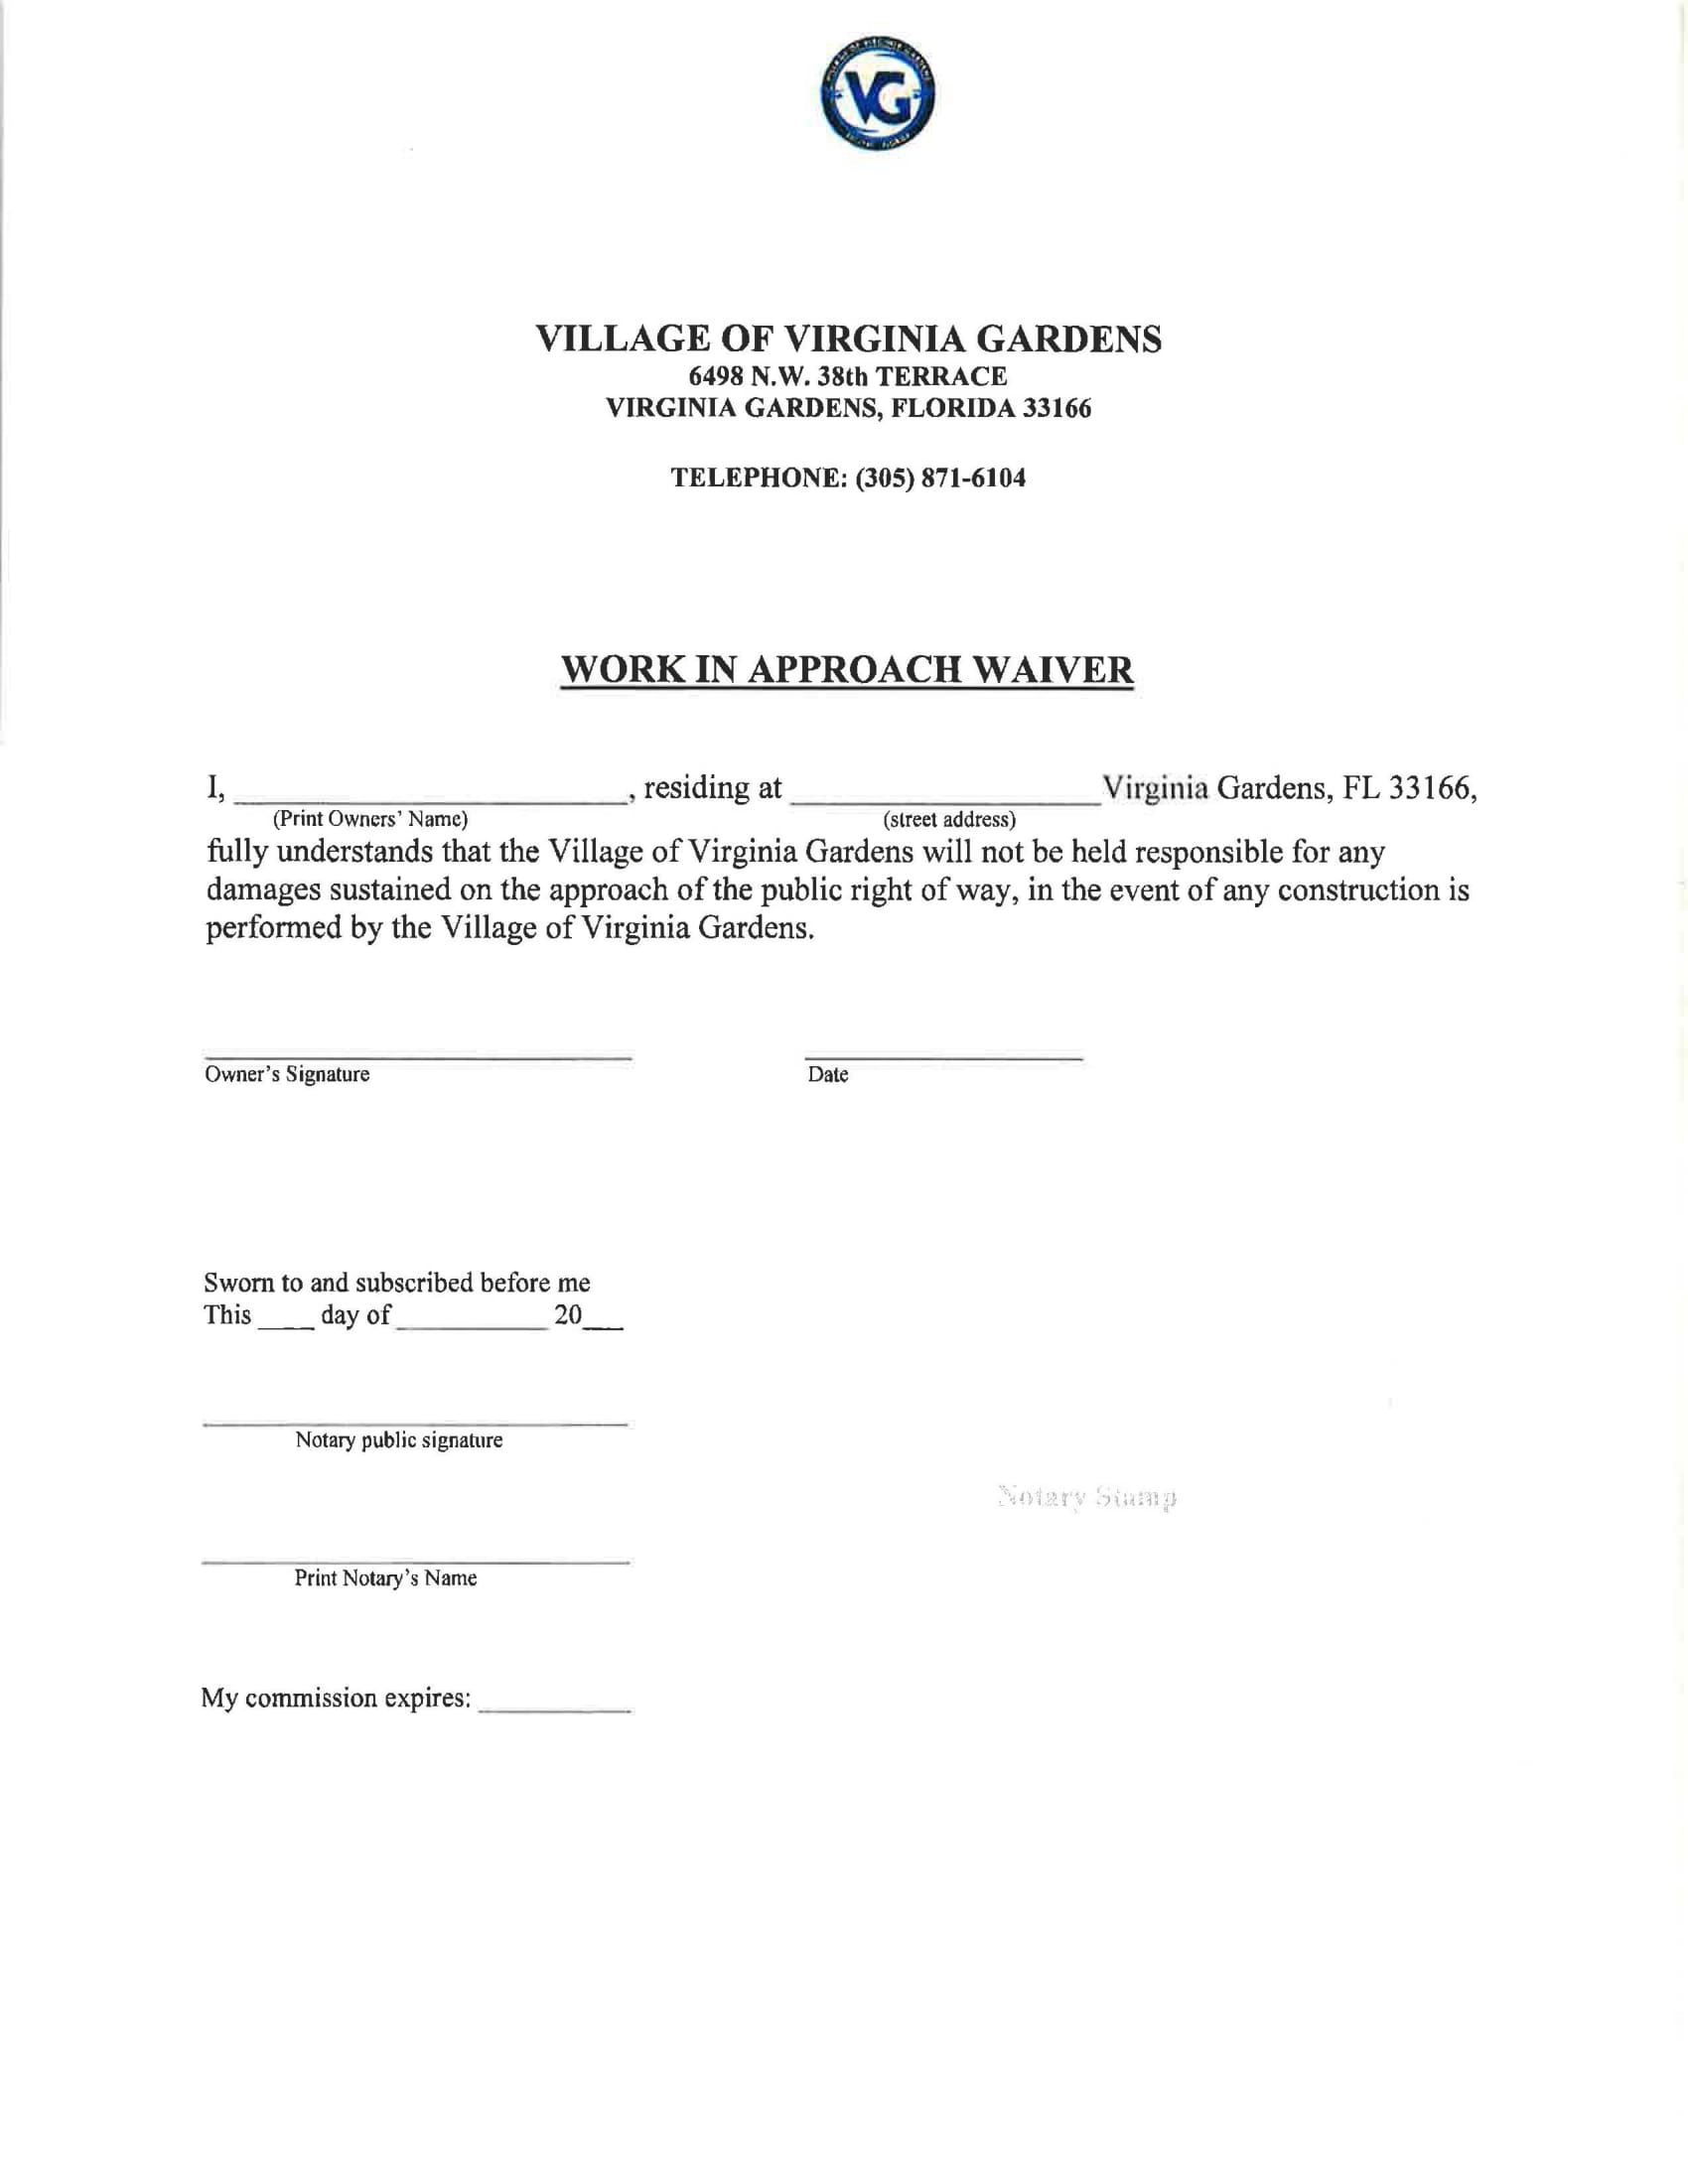 VG
VILLAGE OF VIRGINIA GARDENS
6498 N.W. 38th TERRACE
VIRGINIA GARDENS, FLORIDA 33166
TELEPHONE: (305) 871-6104
WORK IN APPROACH WAIVER
I, ____________________, residing at ________________ Virginia Gardens, FL 33166,
(Print Owners' Name) (street address)
fully understands that the Village of Virginia Gardens will not be held responsible for any
damages sustained on the approach of the public right of way, in the event of any construction is
performed by the Village of Virginia Gardens.
Owner's Signature Date
Sworn to and subscribed before me
This ____ day of ___________ 20___
Notary public signature
Notary Stamp
Print Notary's Name
My commission expires: ___________